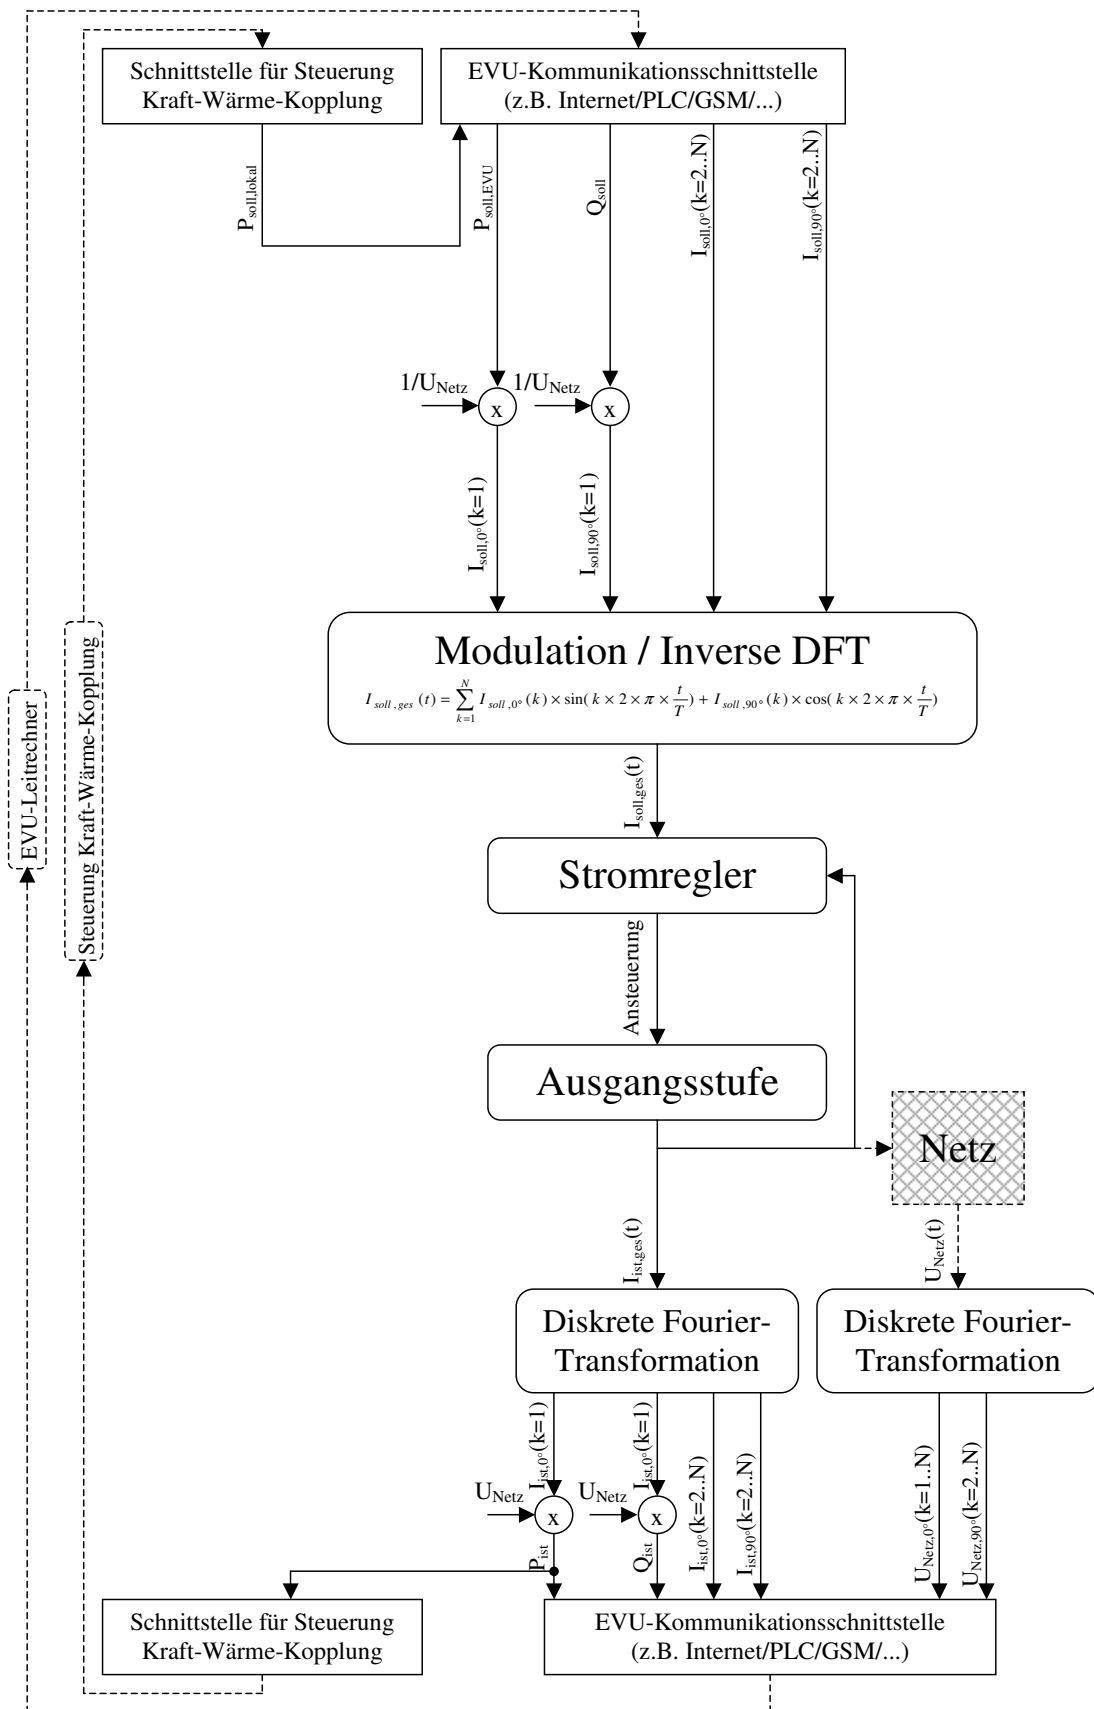 Schnittstelle für Steuerung
Kraft-Wärme-Kopplung
EVU-Kommunikationsschnittstelle
(z.B. Internet/PLC/GSM/...)
P_soll,lokal
P_soll,EVU
Q_soll
I_soll,0°(k=2..N)
I_soll,90°(k=2..N)
1/U_Netz
x
1/U_Netz
x
I_soll,0°(k=1)
I_soll,90°(k=1)
EVU-Leitrechner
Steuerung Kraft-Wärme-Kopplung
Modulation / Inverse DFT
I_soll,ges(t) = \sum_{k=1}^{N} I_soll,0°(k) × sin( k × 2 × π × \frac{t}{T}) + I_soll,90°(k) × cos( k × 2 × π × \frac{t}{T})
I_soll,ges(t)
Stromregler
Ansteuerung
Ausgangsstufe
Netz
I_ist,ges(t)
U_Netz(t)
Diskrete Fourier-
Transformation
Diskrete Fourier-
Transformation
I_ist,0°(k=1)
I_ist,0°(k=1)
I_ist,0°(k=2..N)
I_ist,90°(k=2..N)
U_Netz,0°(k=1..N)
U_Netz,90°(k=2..N)
U_Netz
x
U_Netz
x
P_ist
Q_ist
Schnittstelle für Steuerung
Kraft-Wärme-Kopplung
EVU-Kommunikationsschnittstelle
(z.B. Internet/PLC/GSM/...)